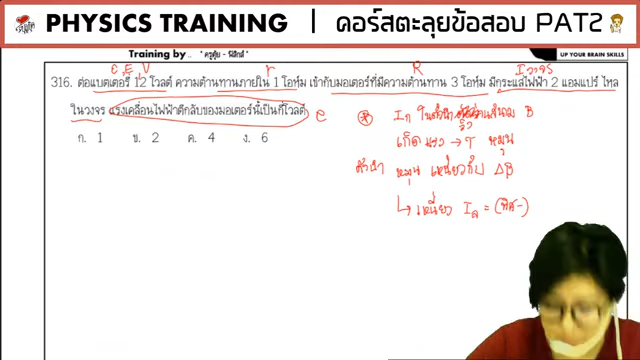 PHYSICS TRAINING | คอร์สตะลุยข้อสอบ PAT2
Training by .. "ครูตุ้ย - ฟิสิกส์"
UP YOUR BRAIN SKILLS
ε, E, V r R I วงจร
316. ต่อแบตเตอรี่ 12 โวลต์ ความต้านทานภายใน 1 โอห์ม เข้ากับมอเตอร์ที่มีความต้านทาน 3 โอห์ม มีกระแสไฟฟ้า 2 แอมแปร์ ไหล
ในวงจร แรงเคลื่อนไฟฟ้าดีกลับของมอเตอร์นี้เป็นกี่โวลต์ e
ก. 1 ข. 2 ค. 4 ง. 6
B
เกิด แรง → τ หมุน
หมุน เหนี่ยวกับ ΔB
↳ เหนี่ยว I =